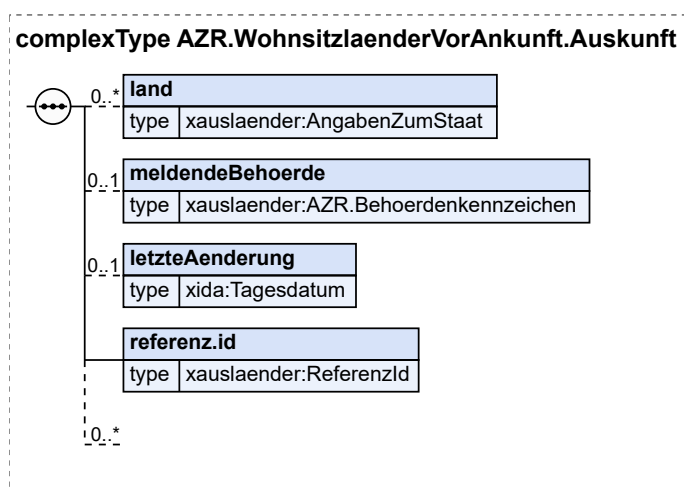 complexType AZR.WohnsitzlaenderVorAnkunft.Auskunft
0..* land
type xauslaender:AngabenZumStaat
0..1 meldendeBehoerde
type xauslaender:AZR.Behoerdenkennzeichen
0..1 letzteAenderung
type xida:Tagesdatum
referenz.id
type xauslaender:ReferenzId
0..*